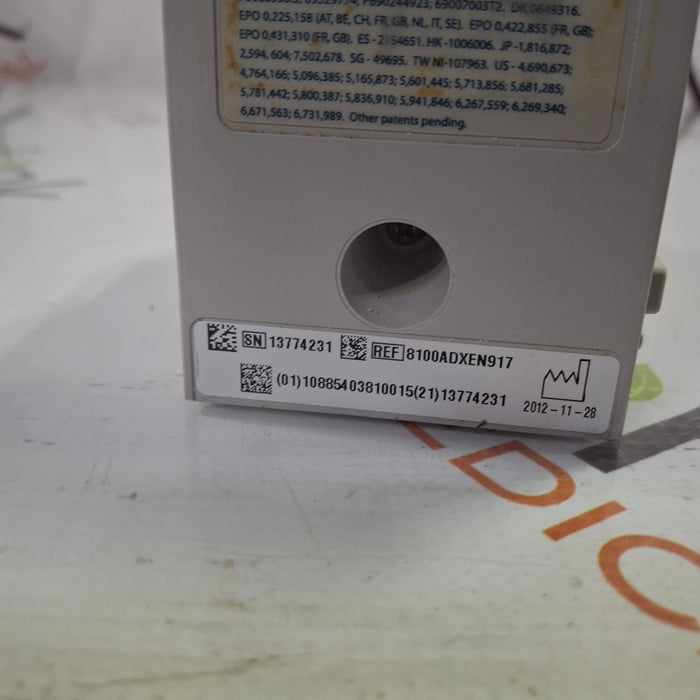 69007003T2. DK 0649316.
EPO 0,225,158 (AT, BE, CH, FR, GB, NL, IT, SE). EPO 0,422,855 (FR, GB);
EPO 0,431,310 (FR, GB). ES - 2154651. HK -1006006. JP -1,816,872;
2,594,604; 7,502,678. SG - 49695. TW NI-107963. US - 4,690,673;
4,764,166; 5,096,385; 5,165,873; 5,601,445; 5,713,856; 5,681,285;
5,781,442; 5,800,387; 5,836,910; 5,941,846; 6,267,559; 6,269,340;
6,671,563; 6,731,989. Other patents pending.
SN 13774231 REF 8100ADXEN917
(01)10885403810015(21)13774231
2012-11-28
EDIC